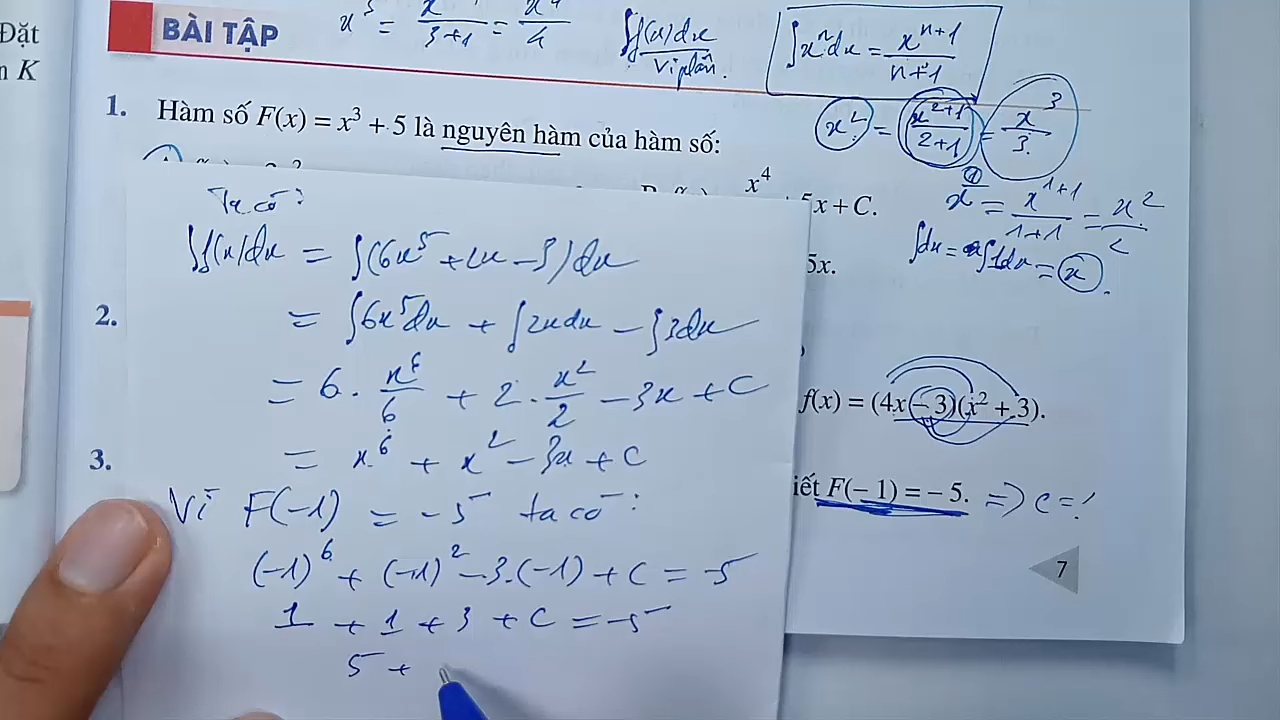 Đặt
n K
BÀI TẬP
x³ = x / 3+1 = x⁴ / 4
∫f(x)dx
Vi phân.
∫xⁿdx = xⁿ⁺¹ / n+1
1. Hàm số F(x) = x³ + 5 là nguyên hàm của hàm số:
x² = x²⁺¹ / 2+1 = x³ / 3.
x⁴
5x + C.
x = x¹⁺¹ / 1+1 = x² / 2
5x.
∫dx = ∫1dx = x.
Ta có:
∫f(x)dx = ∫(6x⁵ + 2x – 3)dx
2.
= ∫6x⁵dx + ∫2xdx – ∫3dx
= 6 . x⁶ / 6 + 2 . x² / 2 – 3x + C
f(x) = (4x – 3)(x² + 3).
3.
= x⁶ + x² – 3x + C
iết F(– 1) = – 5. => C = ?
Vì F(-1) = -5 ta có:
(-1)⁶ + (-1)² - 3.(-1) + C = -5
1 + 1 + 3 + C = -5
5 +
7